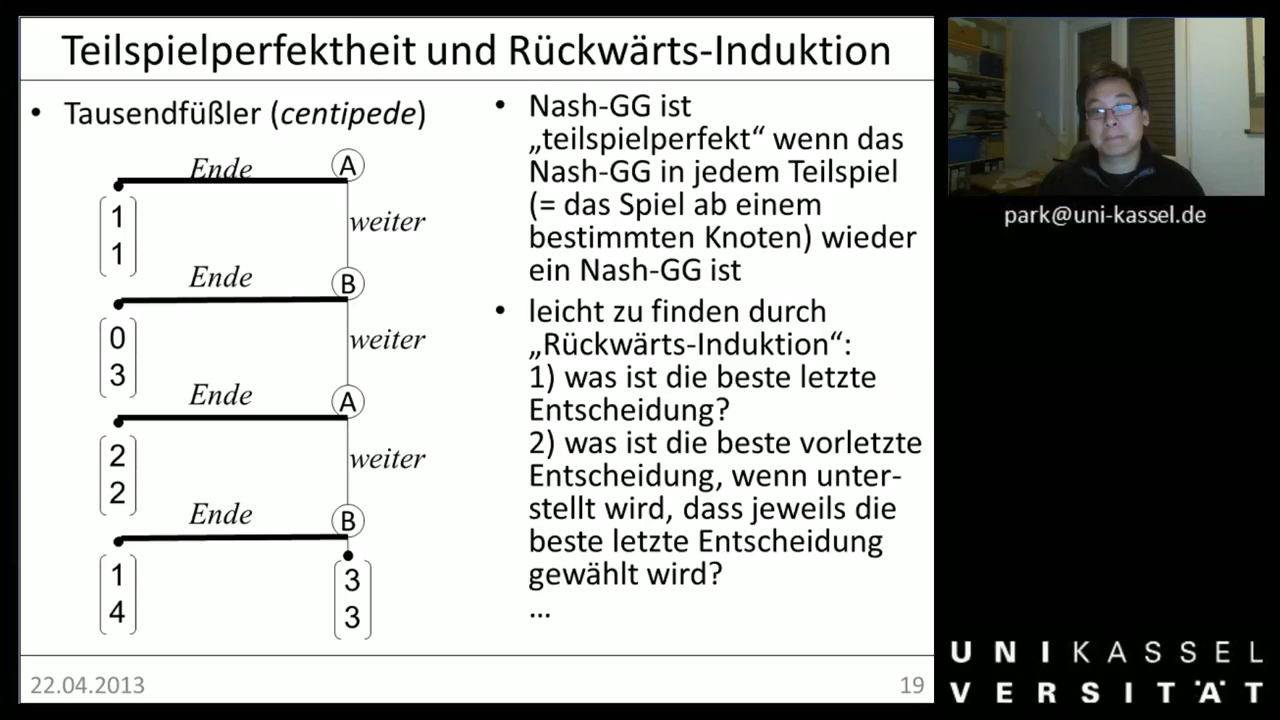 Teilspielperfektheit und Rückwärts-Induktion
• Tausendfüßler (centipede)
Ende
A
1
1
weiter
Ende
B
0
3
weiter
Ende
A
2
2
weiter
Ende
B
1
4
3
3
• Nash-GG ist
„teilspielperfekt“ wenn das
Nash-GG in jedem Teilspiel
(= das Spiel ab einem
bestimmten Knoten) wieder
ein Nash-GG ist
• leicht zu finden durch
„Rückwärts-Induktion“:
1) was ist die beste letzte
Entscheidung?
2) was ist die beste vorletzte
Entscheidung, wenn unter-
stellt wird, dass jeweils die
beste letzte Entscheidung
gewählt wird?
...
22.04.2013
19
park@uni-kassel.de
UNIKASSEL
VERSITÄT